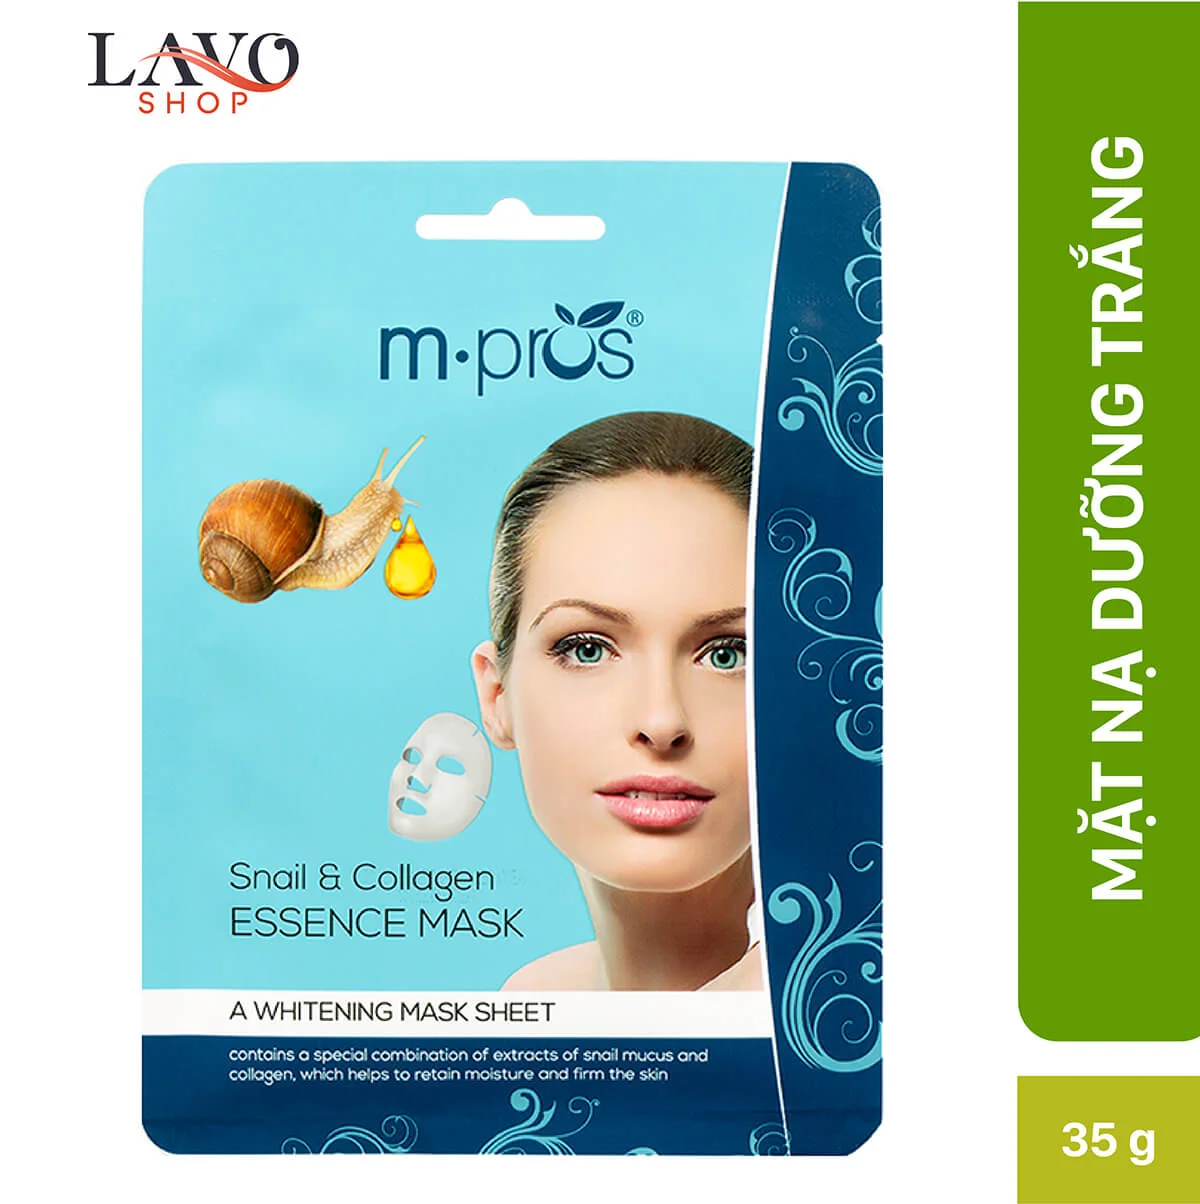 LAVO
SHOP
m·pros®
Snail & Collagen
ESSENCE MASK
A WHITENING MASK SHEET
contains a special combination of extracts of snail mucus and
collagen, which helps to retain moisture and firm the skin
MẶT NẠ DƯỠNG TRẮNG
35 g